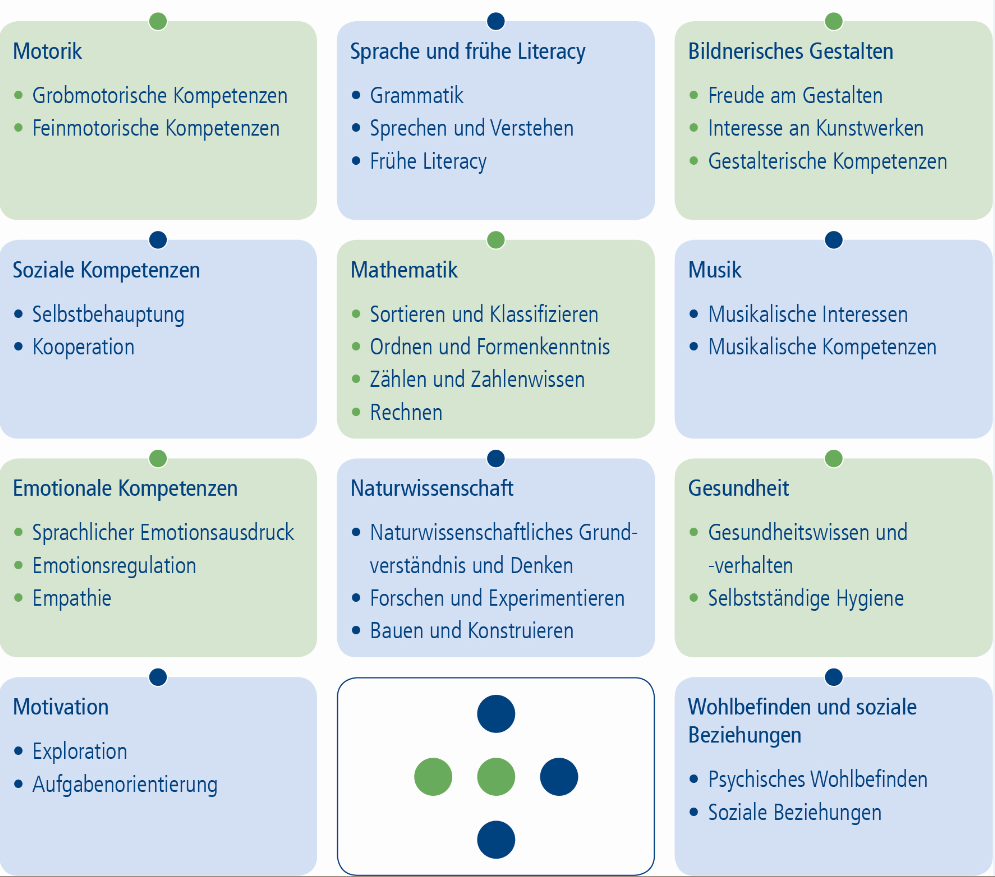 Motorik
• Grobmotorische Kompetenzen
• Feinmotorische Kompetenzen
Sprache und frühe Literacy
• Grammatik
• Sprechen und Verstehen
• Frühe Literacy
Bildnerisches Gestalten
• Freude am Gestalten
• Interesse an Kunstwerken
• Gestalterische Kompetenzen
Soziale Kompetenzen
• Selbstbehauptung
• Kooperation
Mathematik
• Sortieren und Klassifizieren
• Ordnen und Formenkenntnis
• Zählen und Zahlenwissen
• Rechnen
Musik
• Musikalische Interessen
• Musikalische Kompetenzen
Emotionale Kompetenzen
• Sprachlicher Emotionsausdruck
• Emotionsregulation
• Empathie
Naturwissenschaft
• Naturwissenschaftliches Grund-
verständnis und Denken
• Forschen und Experimentieren
• Bauen und Konstruieren
Gesundheit
• Gesundheitswissen und
-verhalten
• Selbstständige Hygiene
Motivation
• Exploration
• Aufgabenorientierung
Wohlbefinden und soziale
Beziehungen
• Psychisches Wohlbefinden
• Soziale Beziehungen